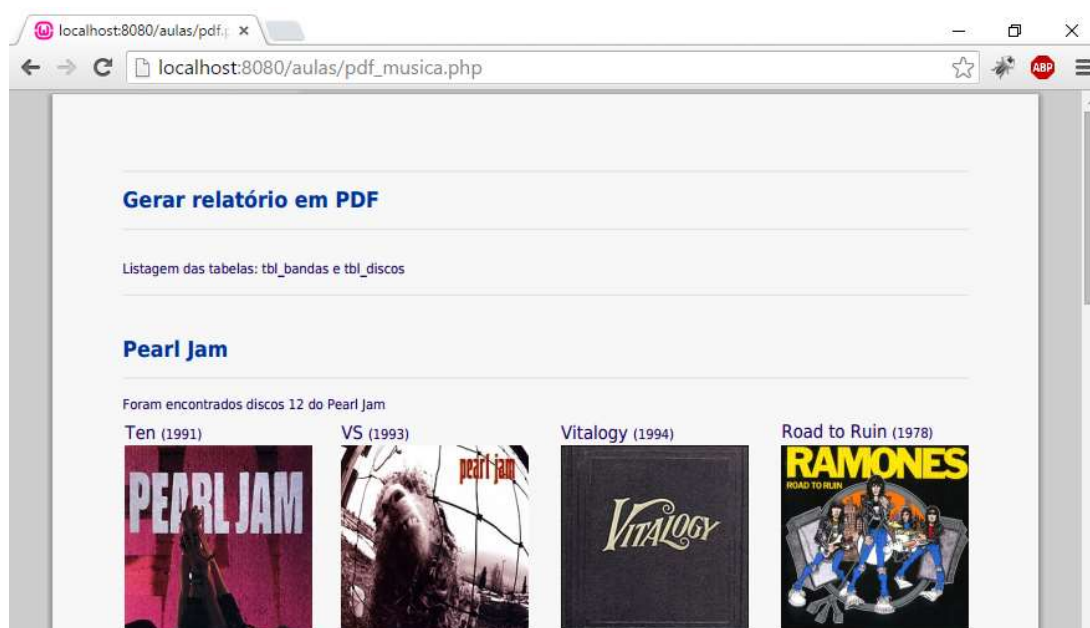 localhost:8080/aulas/pdf.p
localhost:8080/aulas/pdf_musica.php
ABP
Gerar relatório em PDF
Listagem das tabelas: tbl_bandas e tbl_discos
Pearl Jam
Foram encontrados discos 12 do Pearl Jam
Ten (1991)
VS (1993)
Vitalogy (1994)
Road to Ruin (1978)
PEARL JAM
pearl jam
VITALOGY
RAMONES
ROAD TO RUIN